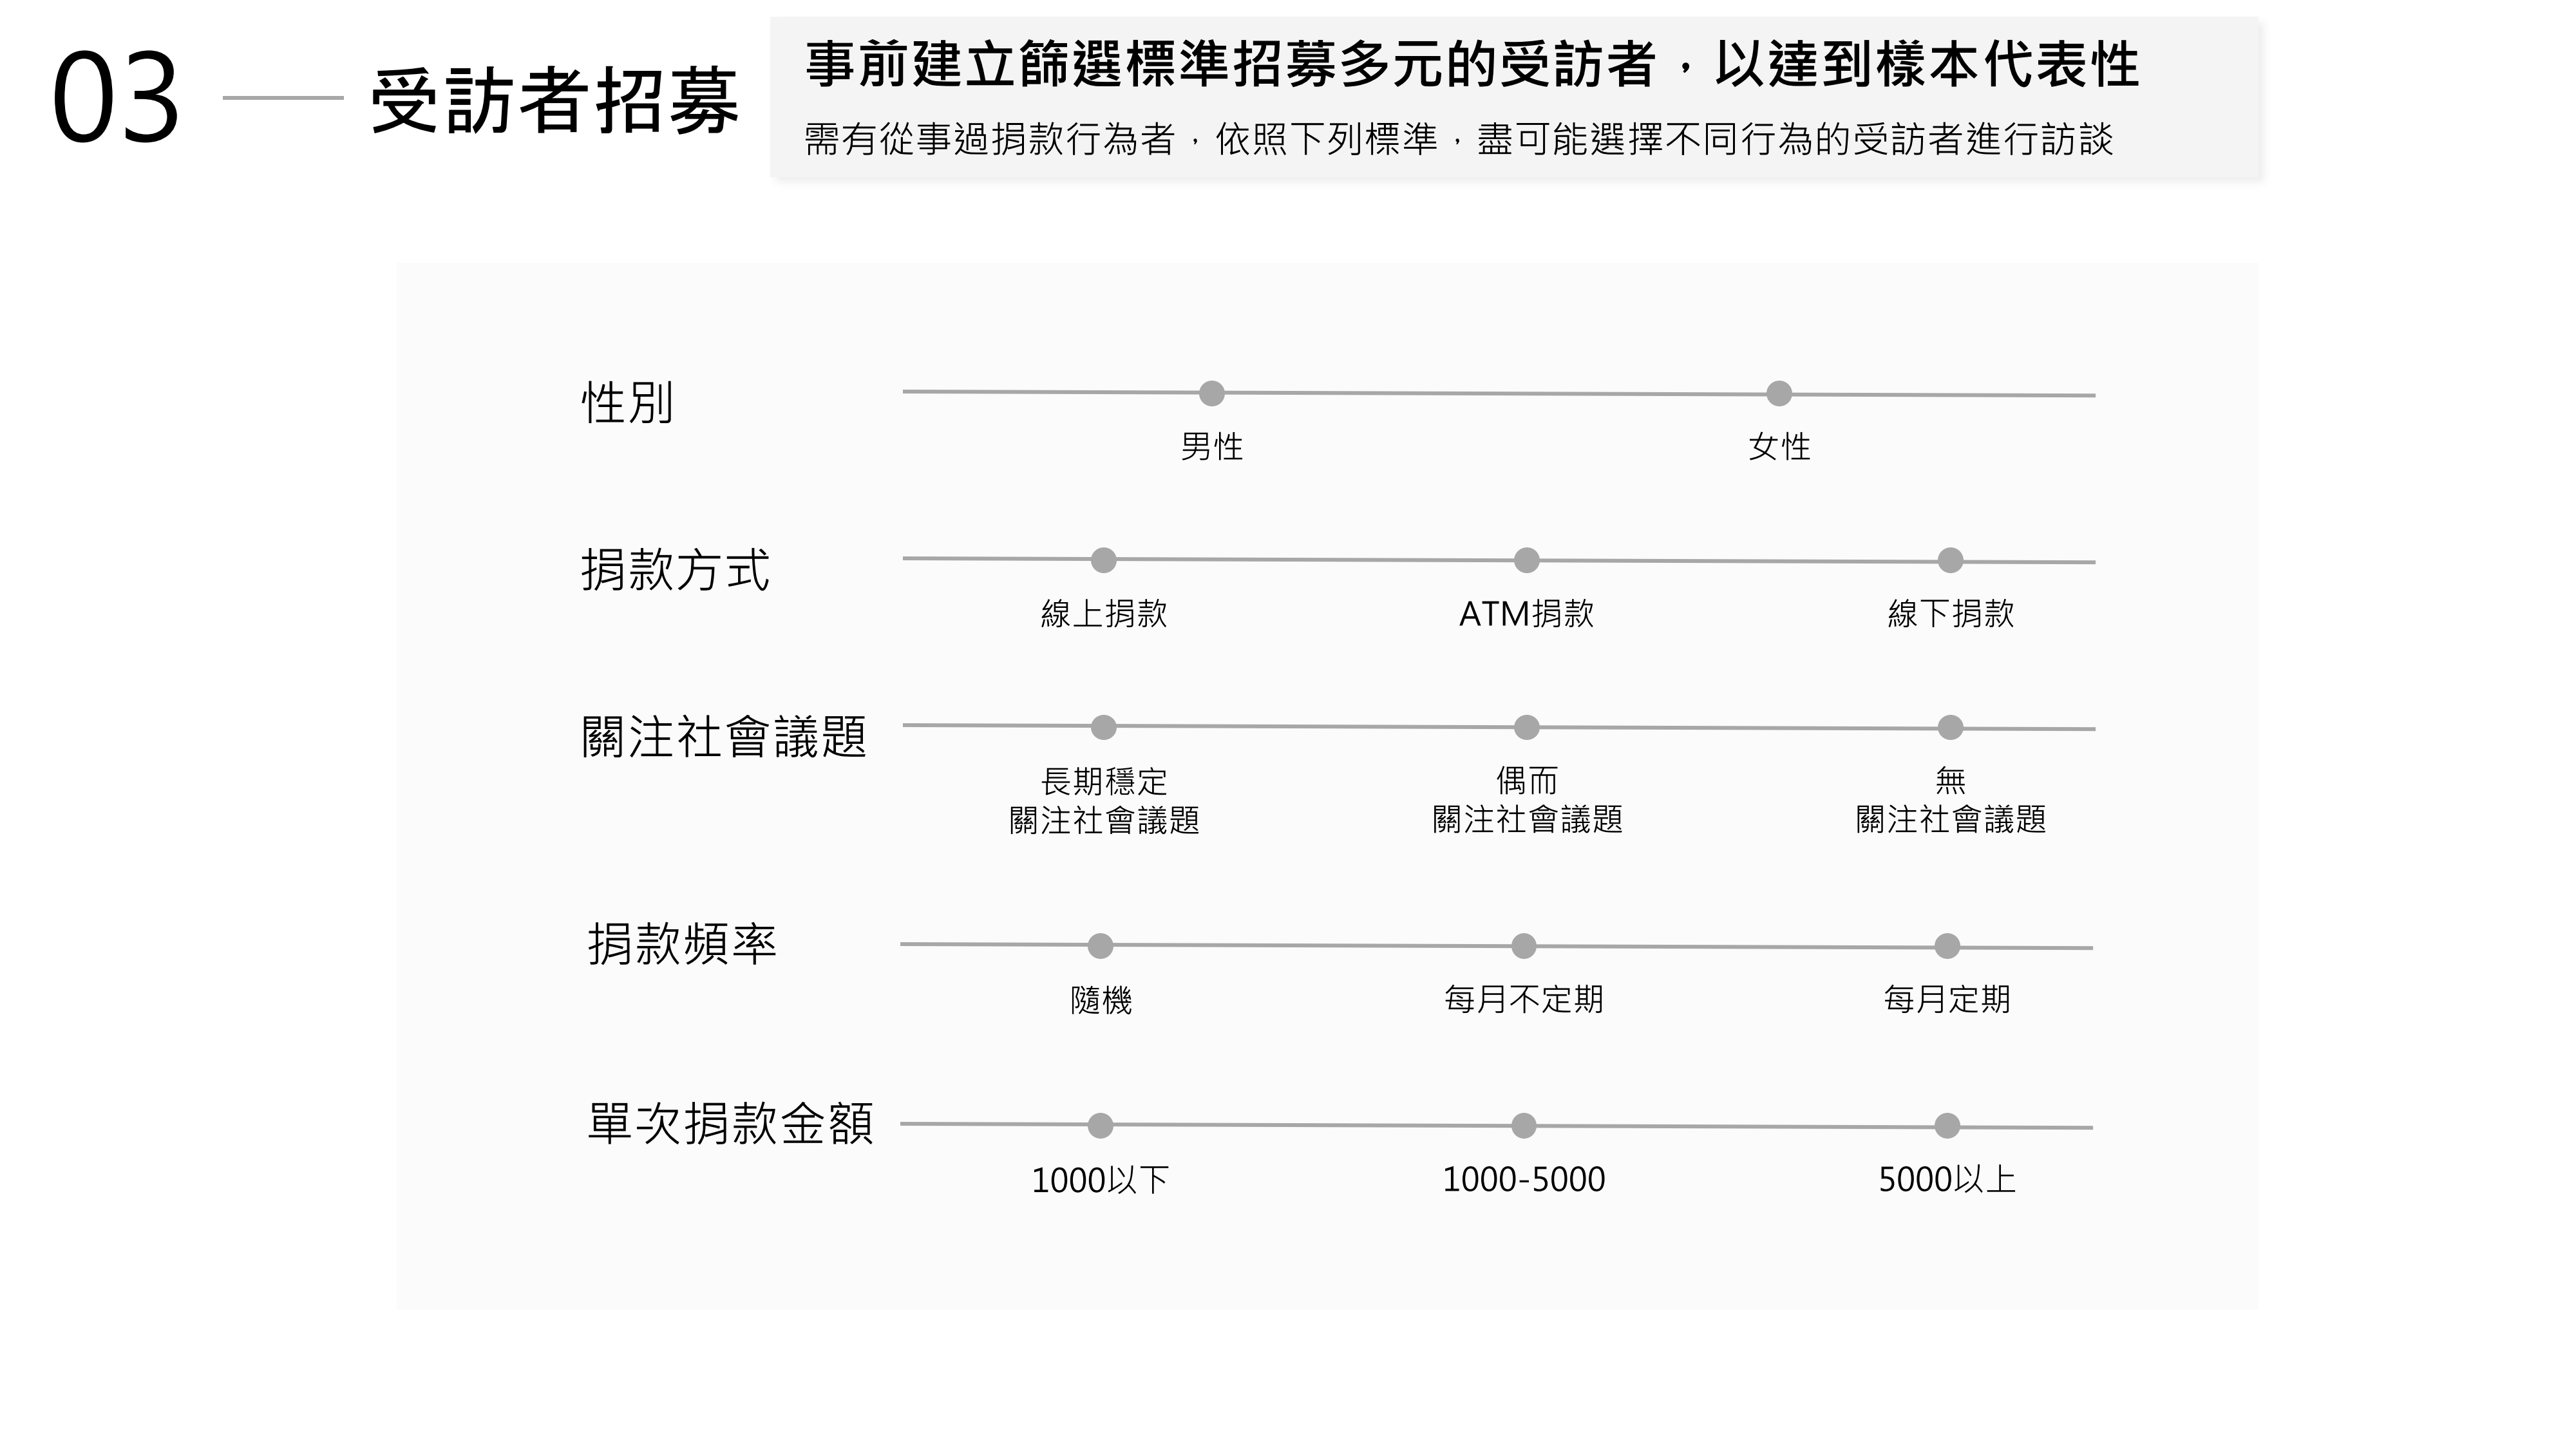 03
受訪者招募
事前建立篩選標準招募多元的受訪者，以達到樣本代表性
需有從事過捐款行為者，依照下列標準，盡可能選擇不同行為的受訪者進行訪談
性別
男性
女性
捐款方式
線上捐款
ATM捐款
線下捐款
關注社會議題
長期穩定
關注社會議題
偶而
關注社會議題
無
關注社會議題
捐款頻率
隨機
每月不定期
每月定期
單次捐款金額
1000以下
1000-5000
5000以上